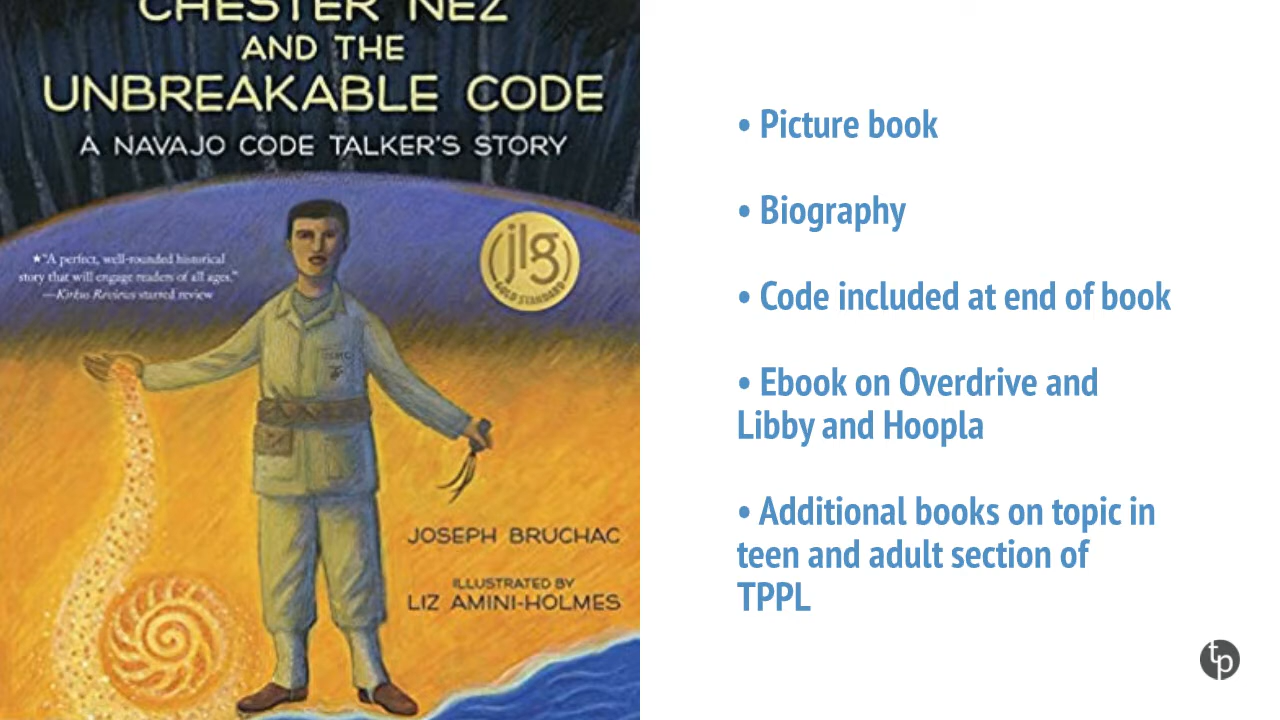 CHESTER NEZ
AND THE
UNBREAKABLE CODE
A NAVAJO CODE TALKER'S STORY
★"A perfect, well-rounded historical
story that will engage readers of all ages."
—Kirkus Reviews starred review
jlg
GOLD STANDARD
USMC
JOSEPH BRUCHAC
ILLUSTRATED BY
LIZ AMINI-HOLMES
• Picture book
• Biography
• Code included at end of book
• Ebook on Overdrive and
Libby and Hoopla
• Additional books on topic in
teen and adult section of
TPPL
tp